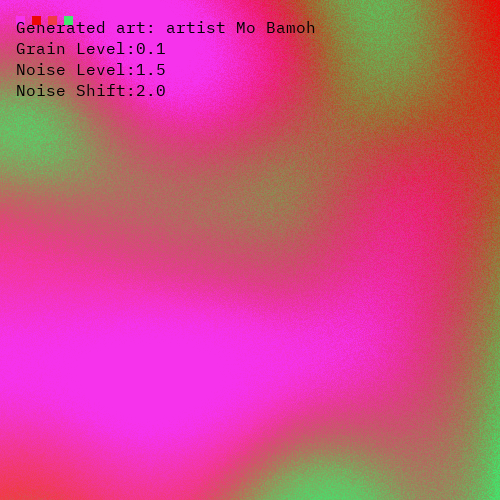 Generated art: artist Mo Bamoh
Grain Level:0.1
Noise Level:1.5
Noise Shift:2.0